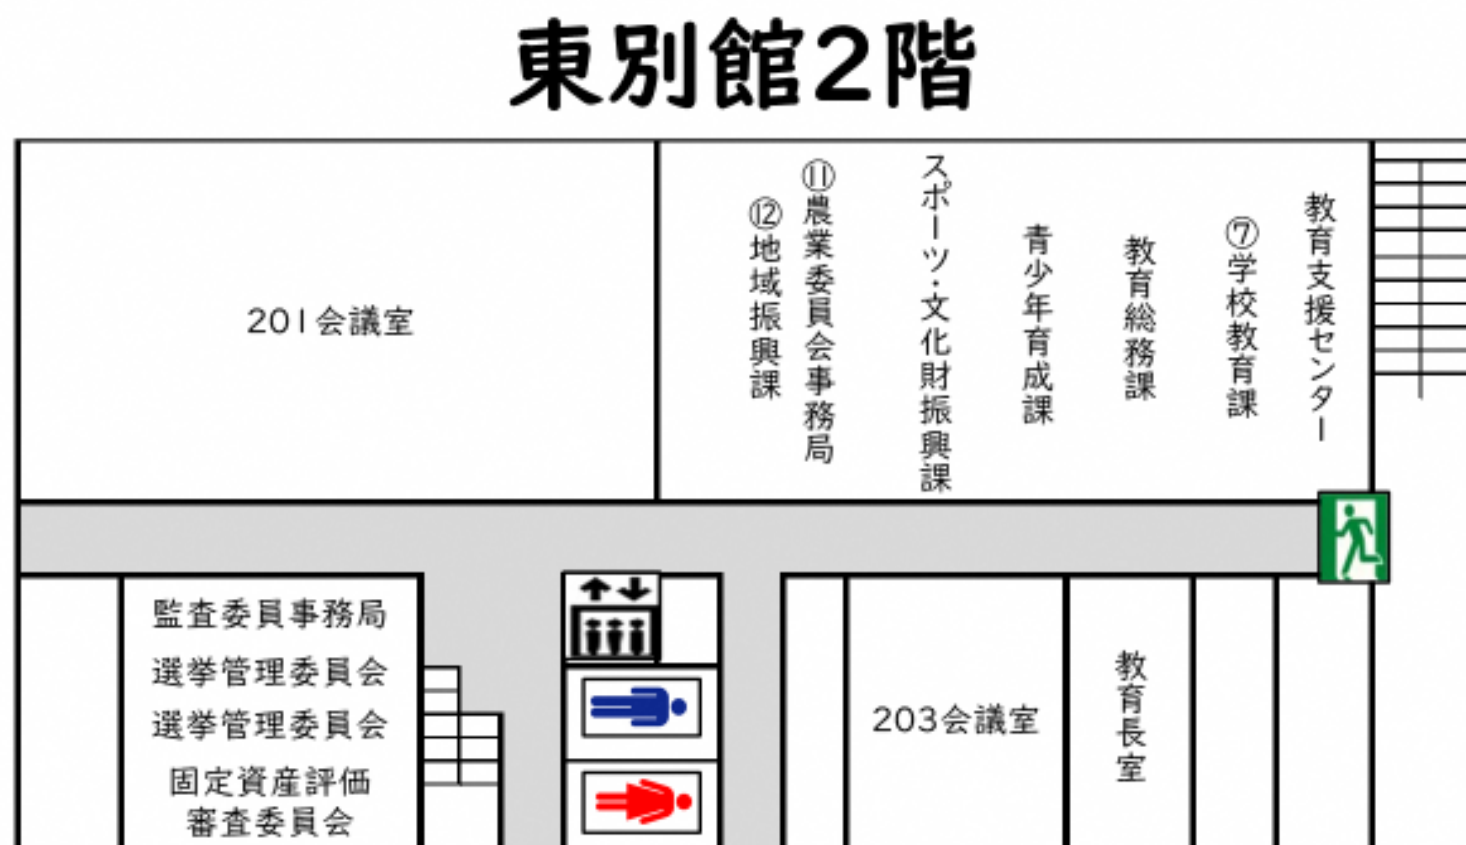 東別館2階
201会議室
⑫地域振興課
⑪農業委員会事務局
スポーツ・文化財振興課
青少年育成課
教育総務課
⑦学校教育課
教育支援センター
監査委員事務局
選挙管理委員会
選挙管理委員会
固定資産評価
審査委員会
203会議室
教育長室